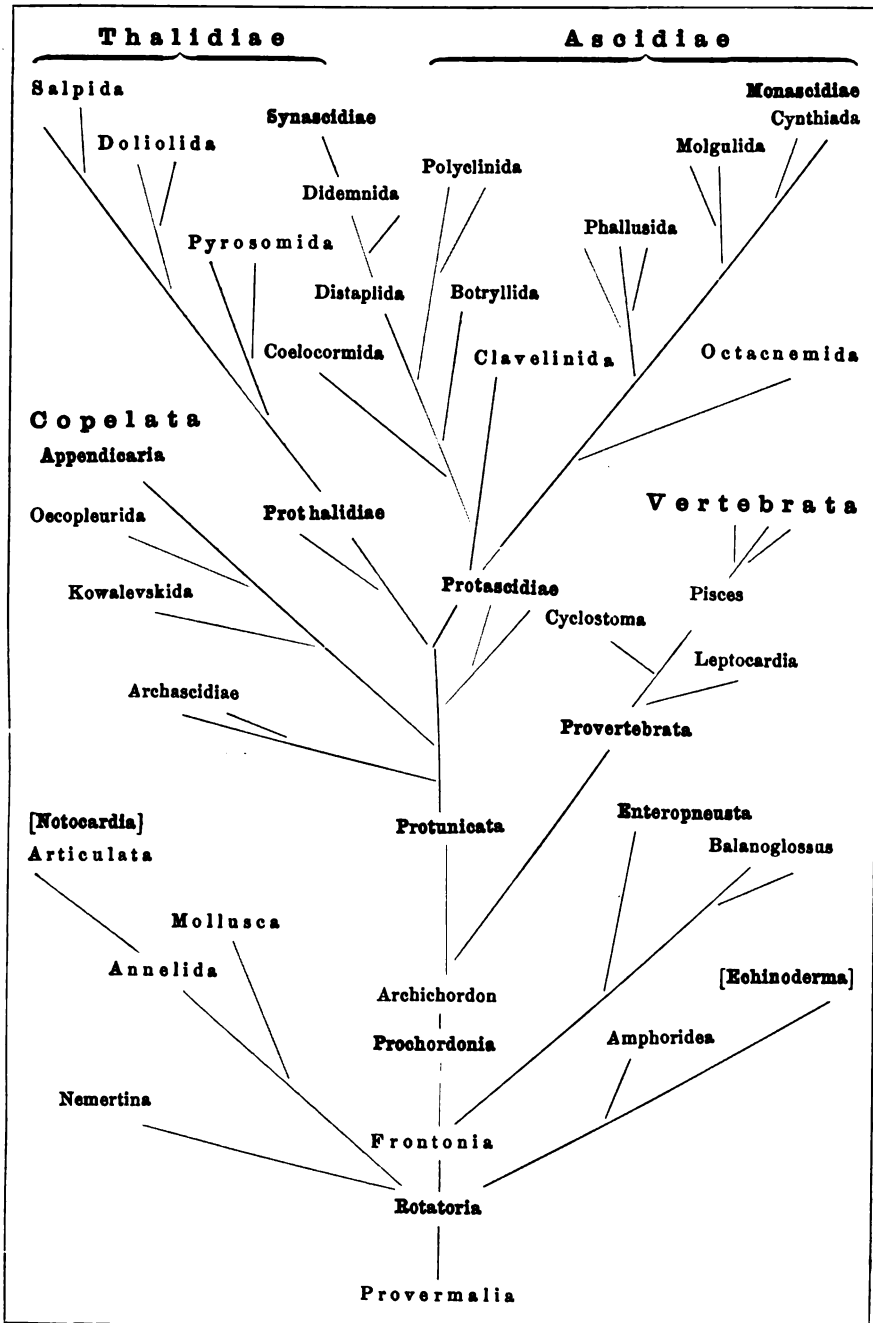 Thalidiae
Ascidiae
Salpida
Monascidiae
Cynthiada
Synascidiae
Doliolida
Molgulida
Polyclinida
Didemnida
Phallusida
Pyrosomida
Distaplida
Botryllida
Coelocormida
Clavelinida
Octacnemida
Copelata
Appendicaria
Vertebrata
Oecopleurida
Prothalidiae
Protascidiae
Kowalevskida
Pisces
Cyclostoma
Leptocardia
Archascidiae
Provertebrata
[Notocardia]
Articulata
Protunicata
Enteropneusta
Balanoglossus
Mollusca
Annelida
[Echinoderma]
Archichordon
Prochordonia
Amphoridea
Nemertina
Frontonia
Rotatoria
Provermalia